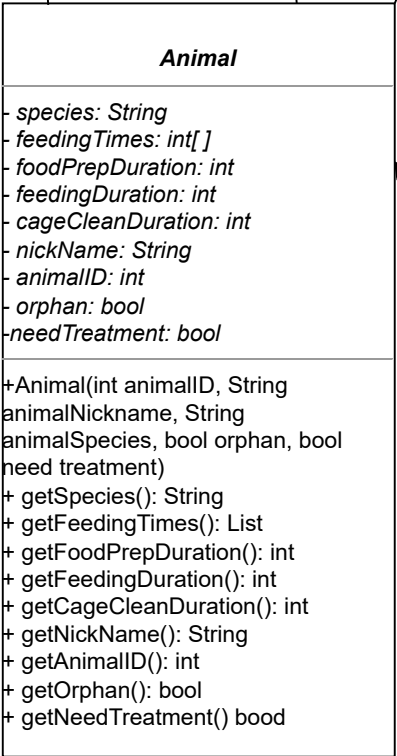 Animal
- species: String
- feedingTimes: int[ ]
- foodPrepDuration: int
- feedingDuration: int
- cageCleanDuration: int
- nickName: String
- animalID: int
- orphan: bool
-needTreatment: bool
+Animal(int animalID, String
animalNickname, String
animalSpecies, bool orphan, bool
need treatment)
+ getSpecies(): String
+ getFeedingTimes(): List
+ getFoodPrepDuration(): int
+ getFeedingDuration(): int
+ getCageCleanDuration(): int
+ getNickName(): String
+ getAnimalID(): int
+ getOrphan(): bool
+ getNeedTreatment() bood